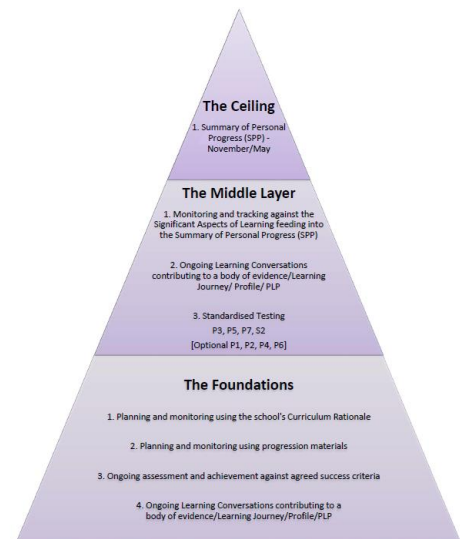 The Ceiling
1. Summary of Personal
Progress (SPP) -
November/May
The Middle Layer
1. Monitoring and tracking against the
Significant Aspects of Learning feeding into
the Summary of Personal Progress (SPP)
2. Ongoing Learning Conversations
contributing to a body of evidence/Learning
Journey/ Profile/ PLP
3. Standardised Testing
P3, P5, P7, S2
[Optional P1, P2, P4, P6]
The Foundations
1. Planning and monitoring using the school's Curriculum Rationale
2. Planning and monitoring using progression materials
3. Ongoing assessment and achievement against agreed success criteria
4. Ongoing Learning Conversations contributing to a
body of evidence/Learning Journey/Profile/PLP